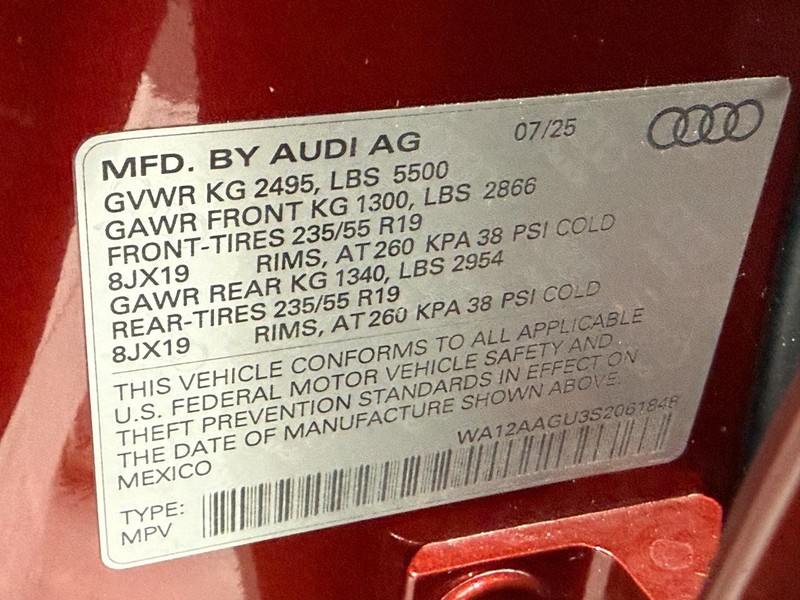 MFD. BY AUDI AG 07/25
GVWR KG 2495, LBS 5500
GAWR FRONT KG 1300, LBS 2866
FRONT-TIRES 235/55 R19
8JX19 RIMS, AT 260 KPA 38 PSI COLD
GAWR REAR KG 1340, LBS 2954
REAR-TIRES 235/55 R19
8JX19 RIMS, AT 260 KPA 38 PSI COLD
THIS VEHICLE CONFORMS TO ALL APPLICABLE
U.S. FEDERAL MOTOR VEHICLE SAFETY AND
THEFT PREVENTION STANDARDS IN EFFECT ON
THE DATE OF MANUFACTURE SHOWN ABOVE.
MEXICO WA12AAGU3S2061848
TYPE:
MPV